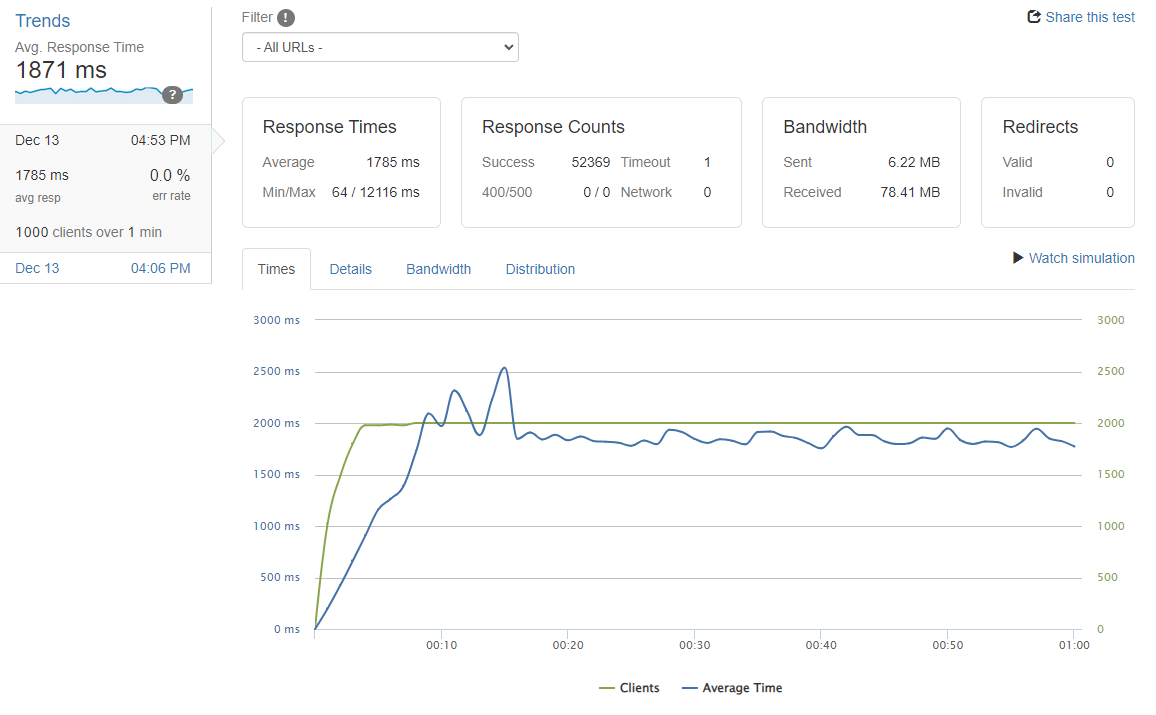 Trends
Avg. Response Time
1871 ms
?
Dec 13 04:53 PM
1785 ms 0.0 %
avg resp err rate
1000 clients over 1 min
Dec 13 04:06 PM
Filter !
- All URLs -
Share this test
Response Times
Average 1785 ms
Min/Max 64 / 12116 ms
Response Counts
Success 52369 Timeout 1
400/500 0 / 0 Network 0
Bandwidth
Sent 6.22 MB
Received 78.41 MB
Redirects
Valid 0
Invalid 0
Times Details Bandwidth Distribution
Watch simulation
3000 ms 3000
2500 ms 2500
2000 ms 2000
1500 ms 1500
1000 ms 1000
500 ms 500
0 ms 0
00:10 00:20 00:30 00:40 00:50 01:00
Clients Average Time